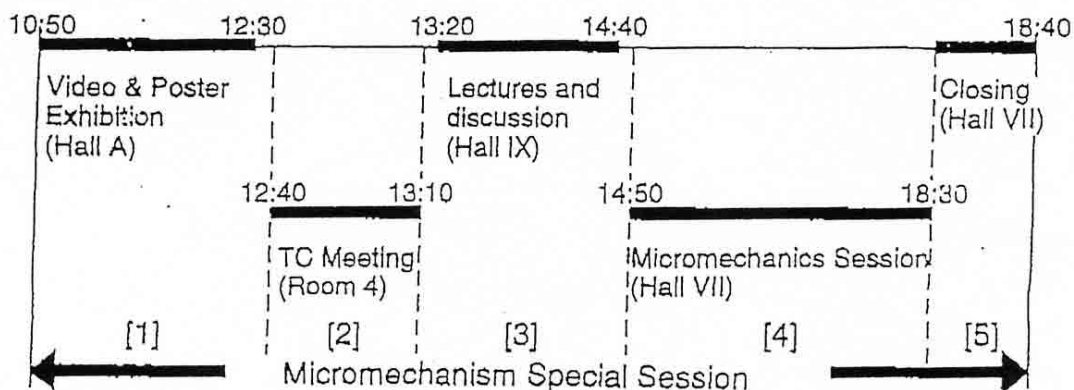 10:50 12:30 13:20 14:40 18:40
Video & Poster
Exhibition
(Hall A)
Lectures and
discussion
(Hall IX)
Closing
(Hall VII)
12:40 13:10 14:50 18:30
TC Meeting
(Room 4)
Micromechanics Session
(Hall VII)
[1] [2] [3] [4] [5]
Micromechanism Special Session